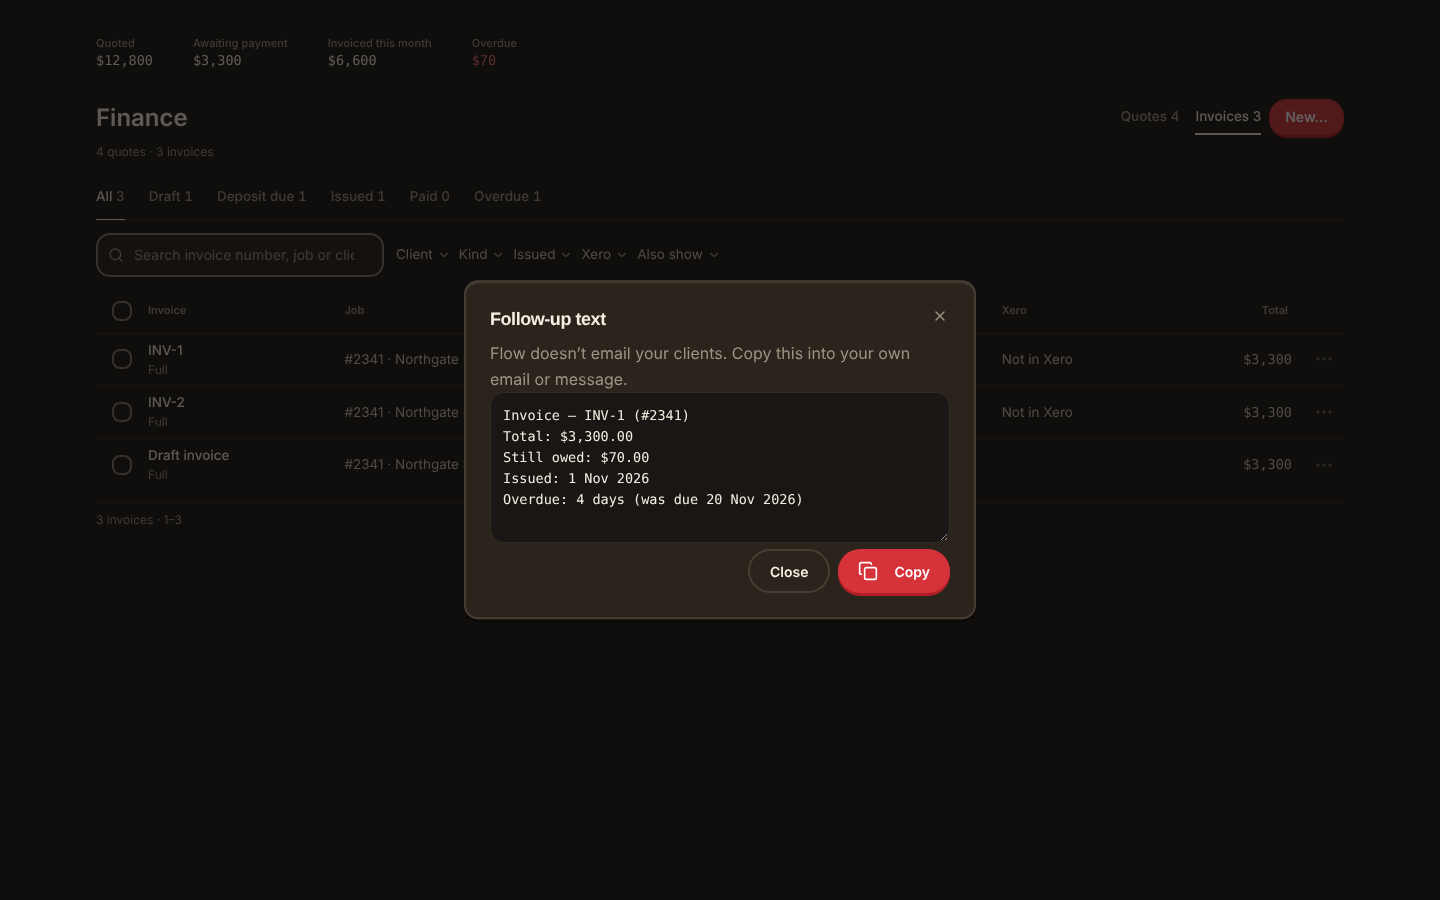 Quoted Awaiting payment Invoiced this month Overdue
$12,800 $3,300 $6,600 $70
Finance
Quotes 4 Invoices 3 New...
4 quotes · 3 invoices
All 3 Draft 1 Deposit due 1 Issued 1 Paid 0 Overdue 1
Search invoice number, job or clie
Client Kind Issued Xero Also show
Invoice Job Xero Total
INV-1
Full
#2341 · Northgate Not in Xero $3,300
INV-2
Full
#2341 · Northgate Not in Xero $3,300
Draft invoice
Full
#2341 · Northgate $3,300
3 invoices · 1–3
Follow-up text
Flow doesn’t email your clients. Copy this into your own
email or message.
Invoice — INV-1 (#2341)
Total: $3,300.00
Still owed: $70.00
Issued: 1 Nov 2026
Overdue: 4 days (was due 20 Nov 2026)
Close Copy